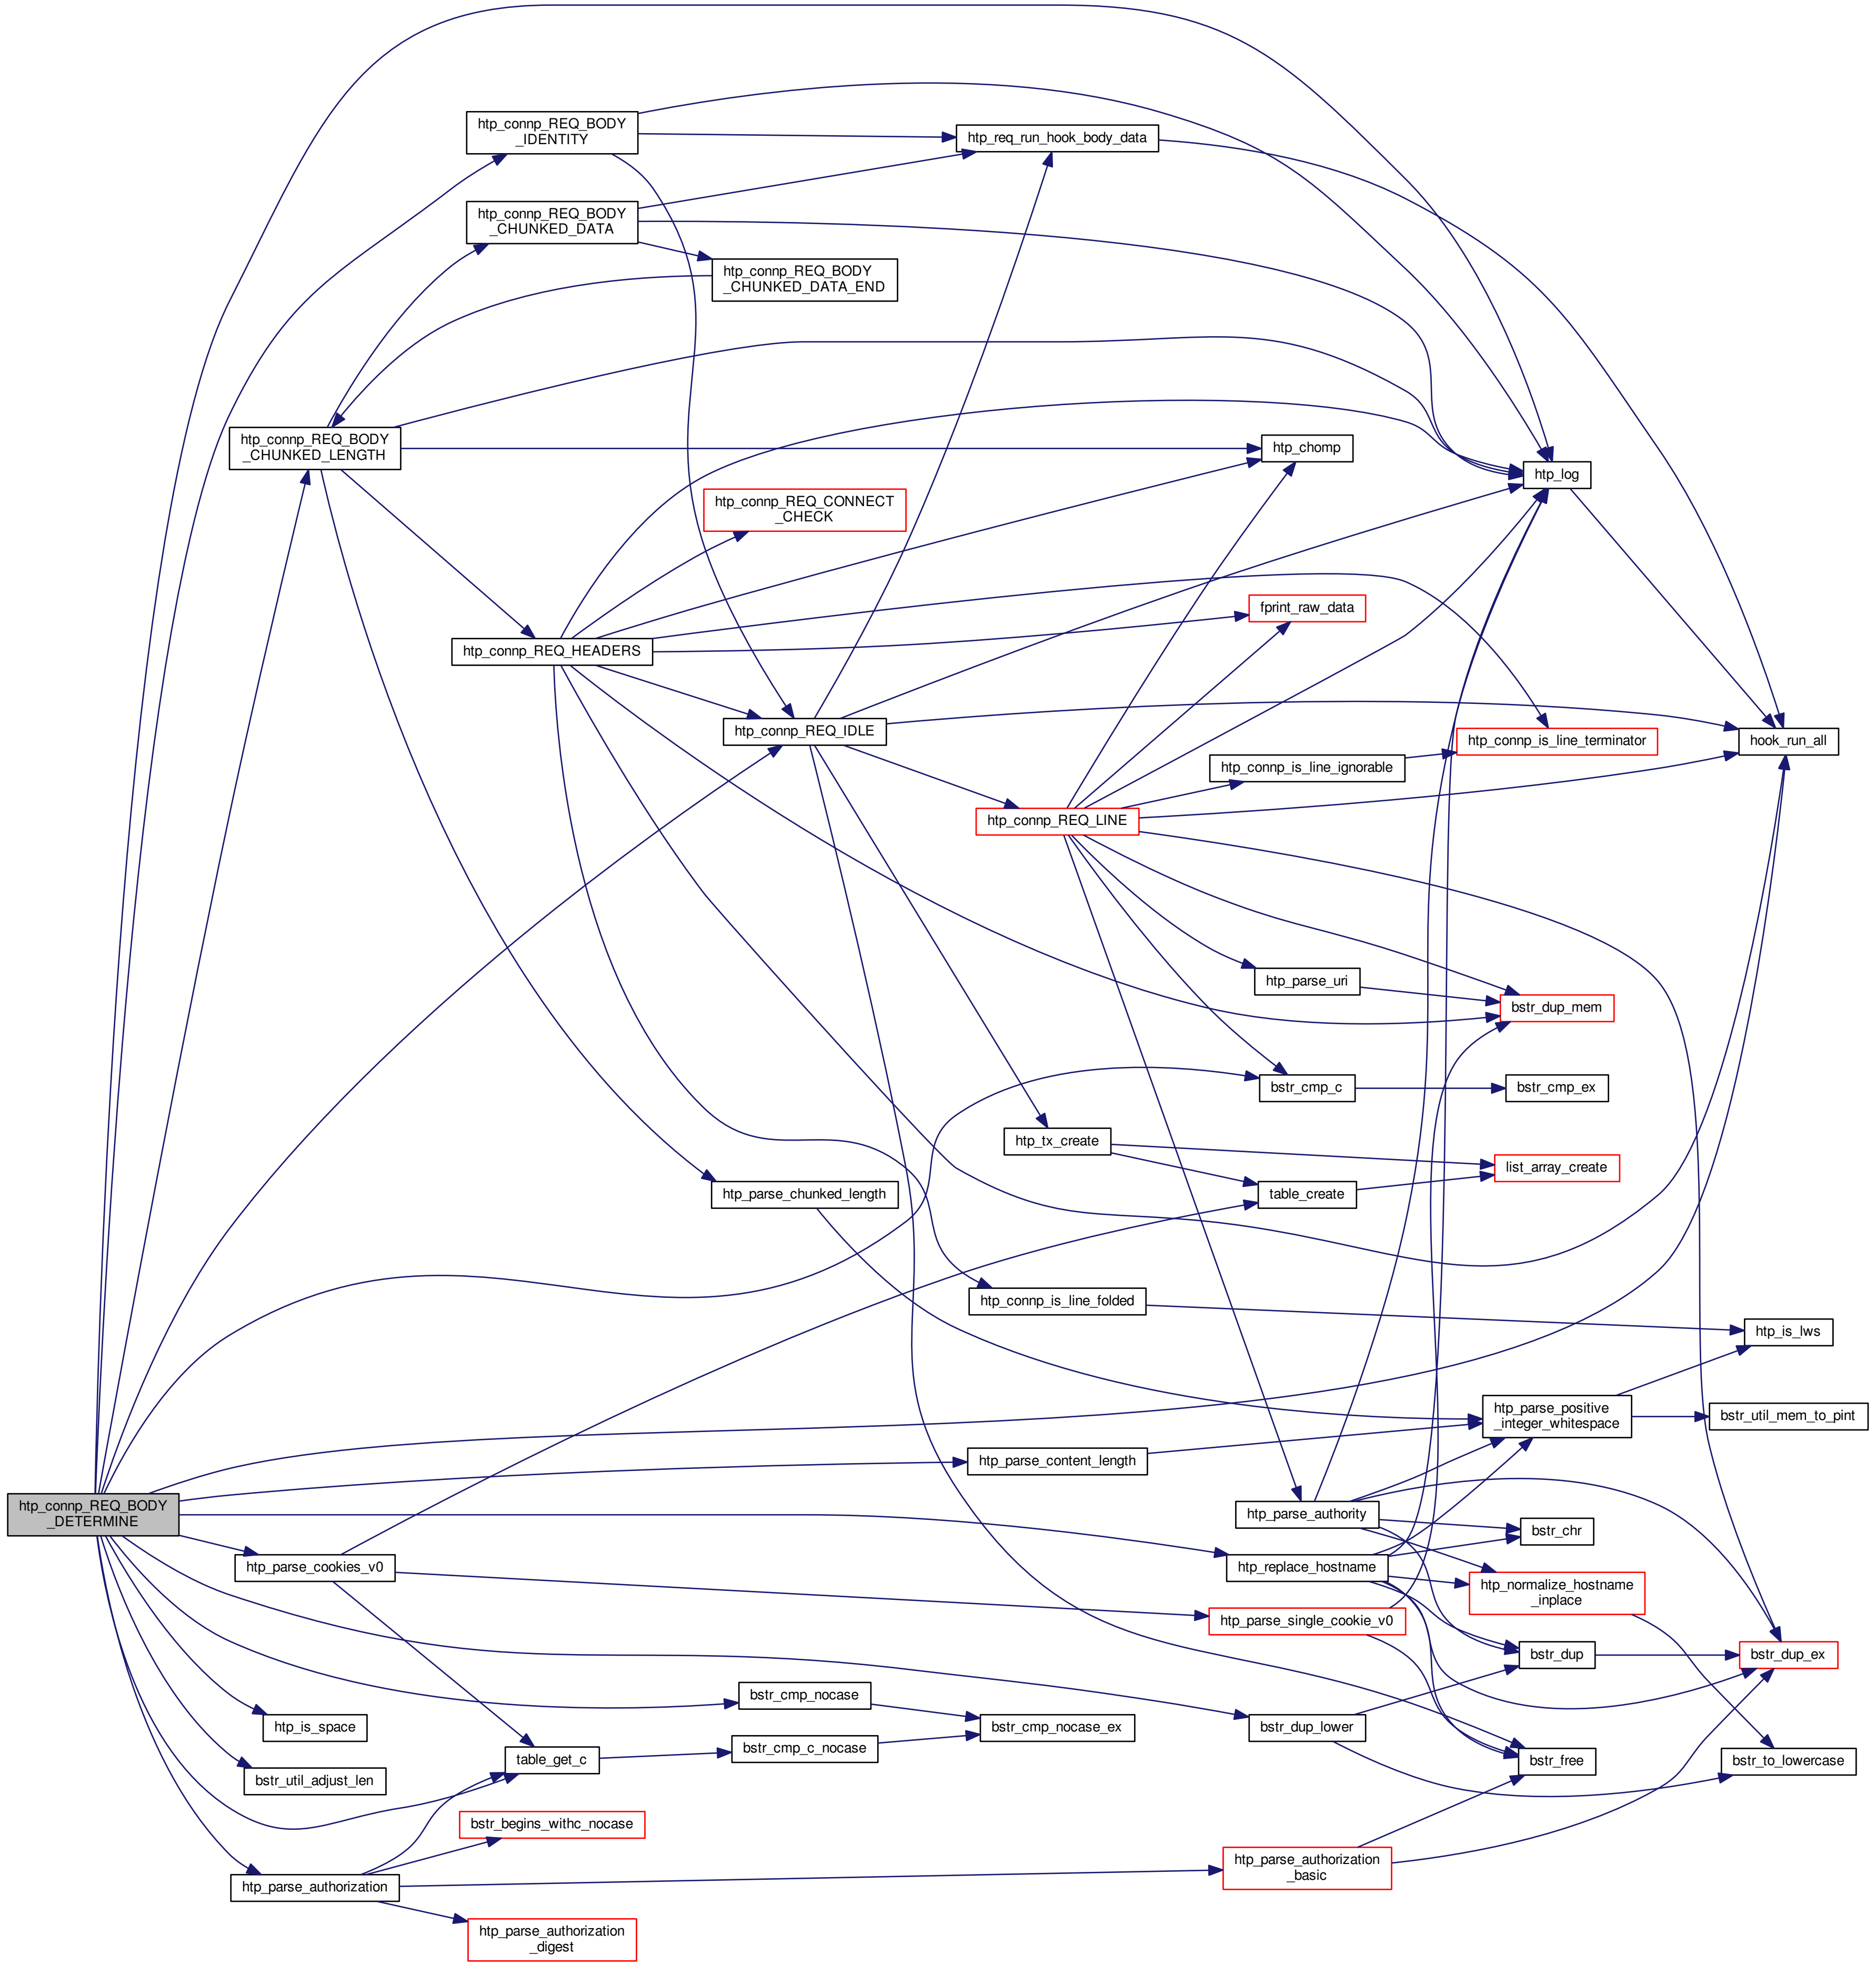 htp_connp_REQ_BODY
_IDENTITY
htp_req_run_hook_body_data
htp_connp_REQ_BODY
_CHUNKED_DATA
htp_connp_REQ_BODY
_CHUNKED_DATA_END
htp_connp_REQ_BODY
_CHUNKED_LENGTH
htp_chomp
htp_log
htp_connp_REQ_CONNECT
_CHECK
fprint_raw_data
htp_connp_REQ_HEADERS
htp_connp_REQ_IDLE
htp_connp_is_line_terminator
hook_run_all
htp_connp_is_line_ignorable
htp_connp_REQ_LINE
htp_parse_uri
bstr_dup_mem
bstr_cmp_c
bstr_cmp_ex
htp_tx_create
list_array_create
htp_parse_chunked_length
table_create
htp_connp_is_line_folded
htp_is_lws
htp_parse_positive
_integer_whitespace
bstr_util_mem_to_pint
htp_parse_content_length
htp_connp_REQ_BODY
_DETERMINE
htp_parse_authority
bstr_chr
htp_parse_cookies_v0
htp_replace_hostname
htp_normalize_hostname
_inplace
htp_parse_single_cookie_v0
bstr_dup
bstr_dup_ex
bstr_cmp_nocase
htp_is_space
bstr_cmp_nocase_ex
bstr_dup_lower
bstr_cmp_c_nocase
table_get_c
bstr_free
bstr_to_lowercase
bstr_util_adjust_len
bstr_begins_withc_nocase
htp_parse_authorization
_basic
htp_parse_authorization
htp_parse_authorization
_digest